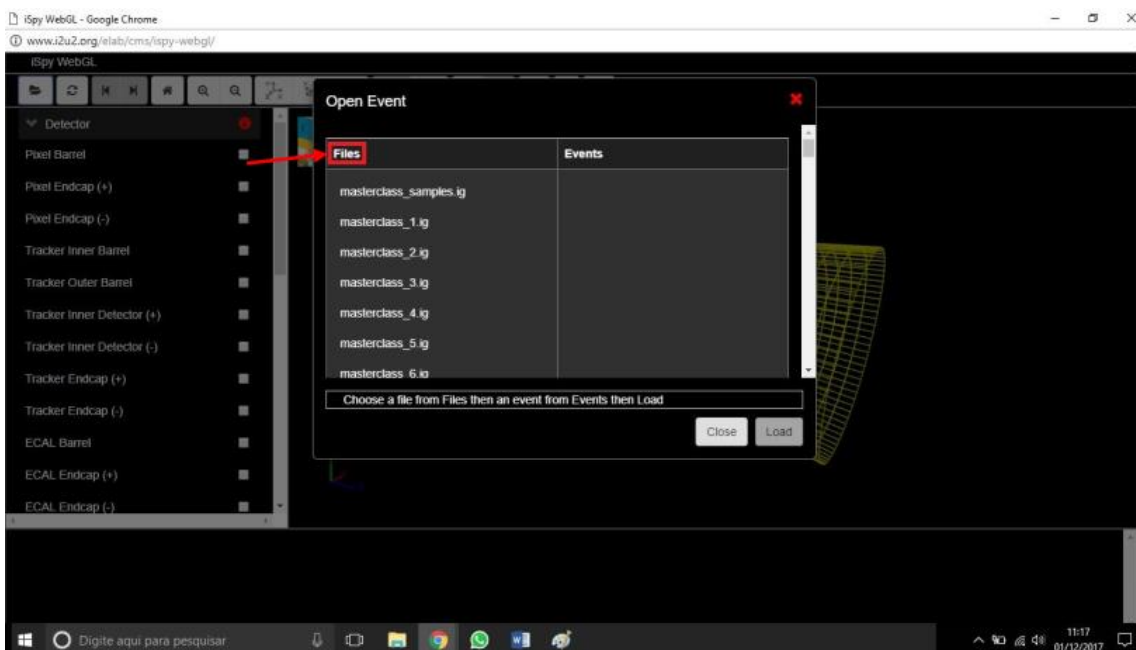 iSpy WebGL - Google Chrome
www.i2u2.org/elab/cms/ispy-webgl/
iSpy WebGL
Detector
Pixel Barrel
Pixel Endcap (+)
Pixel Endcap (-)
Tracker Inner Barrel
Tracker Outer Barrel
Tracker Inner Detector (+)
Tracker Inner Detector (-)
Tracker Endcap (+)
Tracker Endcap (-)
ECAL Barrel
ECAL Endcap (+)
ECAL Endcap (-)
Open Event
Files Events
masterclass_samples.ig
masterclass_1.ig
masterclass_2.ig
masterclass_3.ig
masterclass_4.ig
masterclass_5.ig
masterclass_6.ig
Choose a file from Files then an event from Events then Load
Close Load
Digite aqui para pesquisar
11:17
01/12/2017